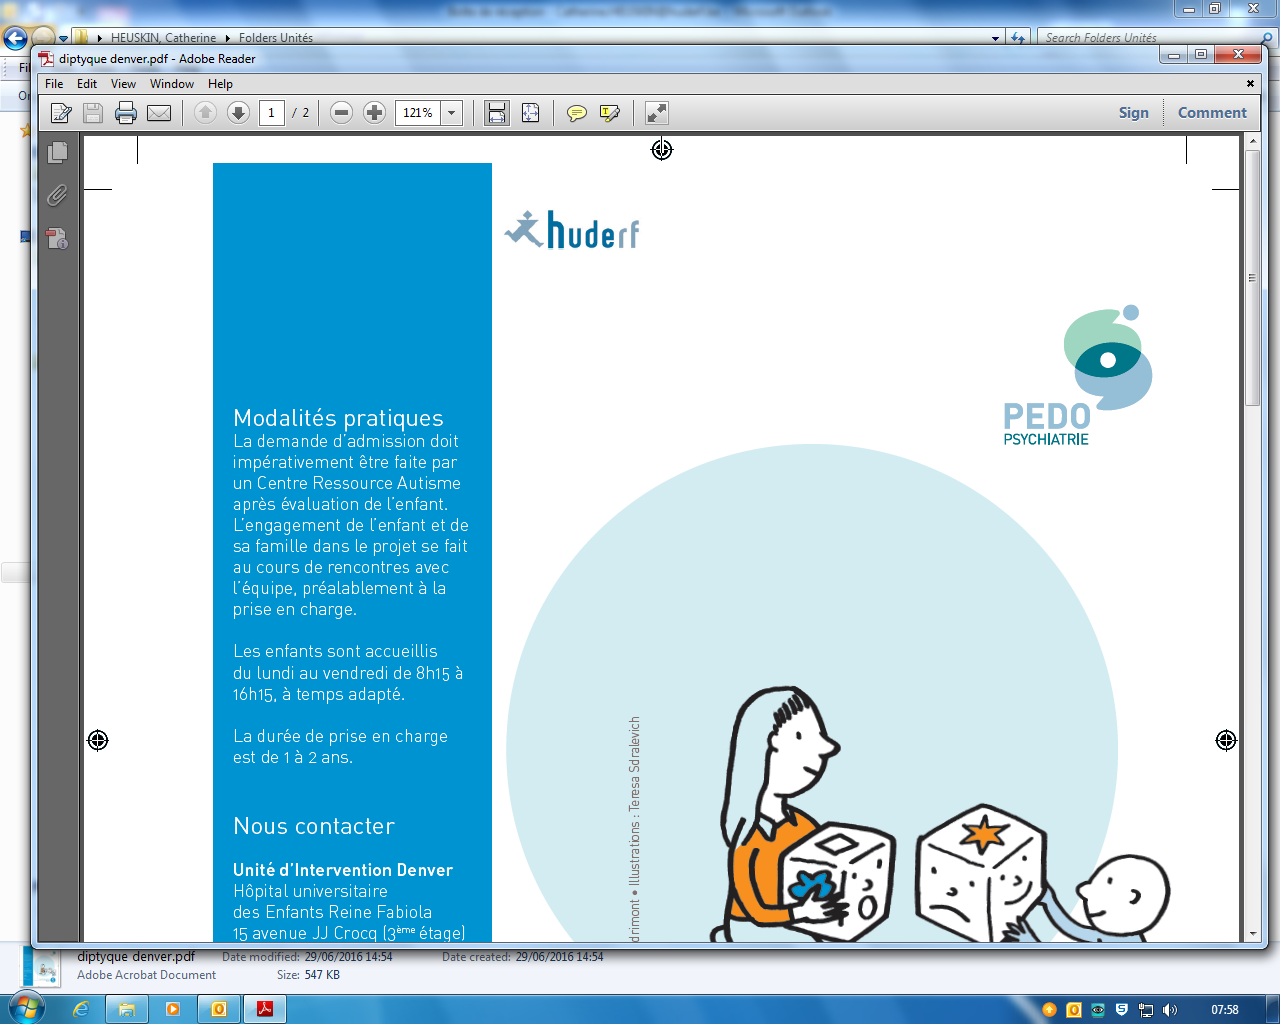 HEUSKIN, Catherine
Folders Unités
Search Folders Unités
diptyque denver.pdf - Adobe Reader
File Edit View Window Help
1 / 2
121%
Sign
Comment
huderf
PEDO
PSYCHIATRIE
Modalités pratiques
La demande d'admission doit
impérativement être faite par
un Centre Ressource Autisme
après évaluation de l'enfant.
L'engagement de l'enfant et de
sa famille dans le projet se fait
au cours de rencontres avec
l'équipe, préalablement à la
prise en charge.
Les enfants sont accueillis
du lundi au vendredi de 8h15 à
16h15, à temps adapté.
La durée de prise en charge
est de 1 à 2 ans.
Nous contacter
Unité d'Intervention Denver
Hôpital universitaire
des Enfants Reine Fabiola
15 avenue JJ Crocq (3ème étage)
• Illustrations : Teresa Sdralevich
diptyque denver.pdf
Date modified: 29/06/2016 14:54
Date created: 29/06/2016 14:54
Adobe Acrobat Document
Size: 547 KB
07:58